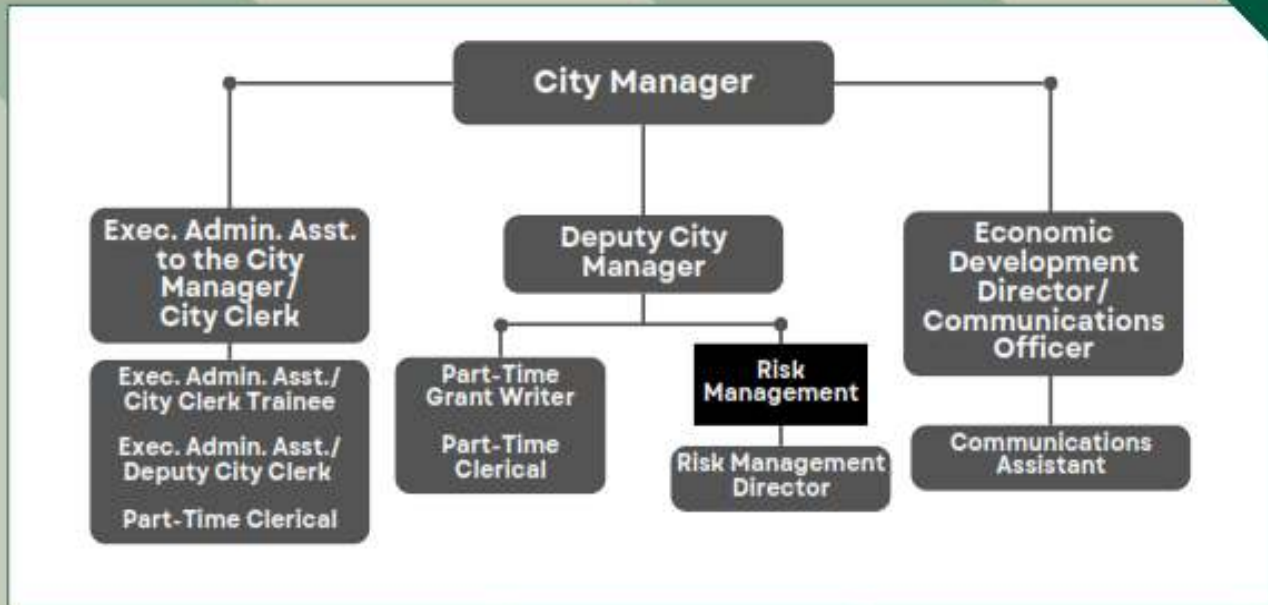 City Manager
Exec. Admin. Asst.
to the City
Manager/
City Clerk
Exec. Admin. Asst./
City Clerk Trainee
Exec. Admin. Asst./
Deputy City Clerk
Part-Time Clerical
Deputy City
Manager
Part-Time
Grant Writer
Part-Time
Clerical
Risk
Management
Risk Management
Director
Economic
Development
Director/
Communications
Officer
Communications
Assistant